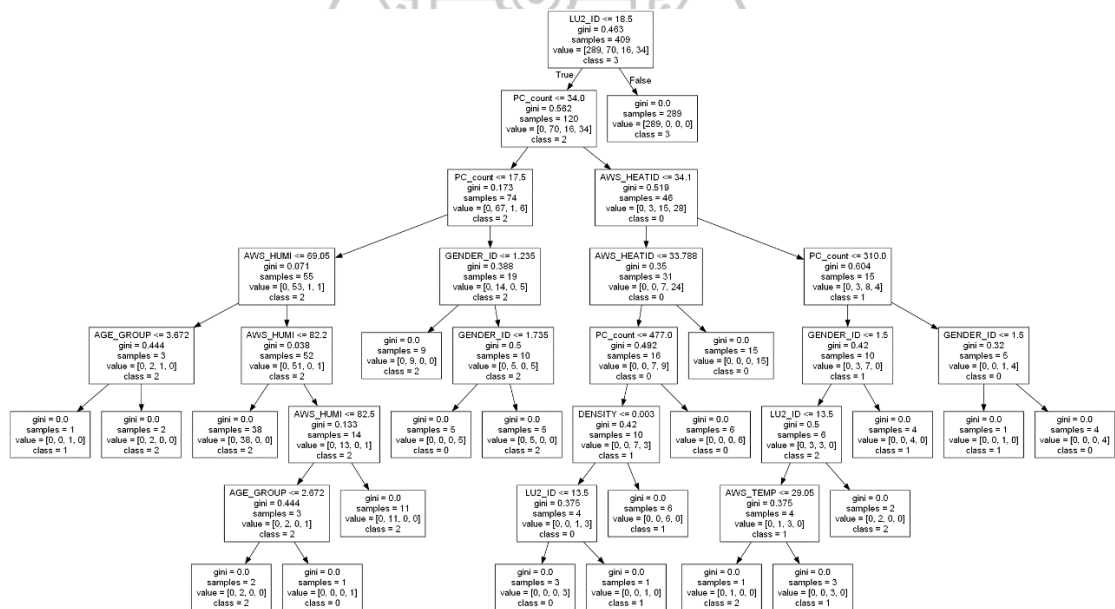 LU2_ID <= 18.5
gini = 0.463
samples = 409
value = [289, 70, 16, 34]
class = 3
True
False
PC_count <= 34.0
gini = 0.562
samples = 120
value = [0, 70, 16, 34]
class = 2
gini = 0.0
samples = 289
value = [289, 0, 0, 0]
class = 3
PC_count <= 17.5
gini = 0.173
samples = 74
value = [0, 67, 1, 6]
class = 2
AWS_HEATID <= 34.1
gini = 0.519
samples = 46
value = [0, 3, 15, 28]
class = 0
AWS_HUMI <= 69.05
gini = 0.071
samples = 55
value = [0, 53, 1, 1]
class = 2
GENDER_ID <= 1.235
gini = 0.388
samples = 19
value = [0, 14, 0, 5]
class = 2
AWS_HEATID <= 33.788
gini = 0.35
samples = 31
value = [0, 0, 7, 24]
class = 0
PC_count <= 310.0
gini = 0.604
samples = 15
value = [0, 3, 8, 4]
class = 1
AGE_GROUP <= 3.672
gini = 0.444
samples = 3
value = [0, 2, 1, 0]
class = 2
AWS_HUMI <= 82.2
gini = 0.038
samples = 52
value = [0, 51, 0, 1]
class = 2
gini = 0.0
samples = 9
value = [0, 9, 0, 0]
class = 2
GENDER_ID <= 1.735
gini = 0.5
samples = 10
value = [0, 5, 0, 5]
class = 2
PC_count <= 477.0
gini = 0.492
samples = 16
value = [0, 0, 7, 9]
class = 0
gini = 0.0
samples = 15
value = [0, 0, 0, 15]
class = 0
GENDER_ID <= 1.5
gini = 0.42
samples = 10
value = [0, 3, 7, 0]
class = 1
GENDER_ID <= 1.5
gini = 0.32
samples = 5
value = [0, 0, 1, 4]
class = 0
gini = 0.0
samples = 1
value = [0, 0, 1, 0]
class = 1
gini = 0.0
samples = 2
value = [0, 2, 0, 0]
class = 2
gini = 0.0
samples = 38
value = [0, 38, 0, 0]
class = 2
AWS_HUMI <= 82.5
gini = 0.133
samples = 14
value = [0, 13, 0, 1]
class = 2
gini = 0.0
samples = 5
value = [0, 0, 0, 5]
class = 0
gini = 0.0
samples = 5
value = [0, 5, 0, 0]
class = 2
DENSITY <= 0.003
gini = 0.42
samples = 10
value = [0, 0, 7, 3]
class = 1
gini = 0.0
samples = 6
value = [0, 0, 0, 6]
class = 0
LU2_ID <= 13.5
gini = 0.5
samples = 6
value = [0, 3, 3, 0]
class = 2
gini = 0.0
samples = 4
value = [0, 0, 4, 0]
class = 1
gini = 0.0
samples = 1
value = [0, 0, 1, 0]
class = 1
gini = 0.0
samples = 4
value = [0, 0, 0, 4]
class = 0
AGE_GROUP <= 2.672
gini = 0.444
samples = 3
value = [0, 2, 0, 1]
class = 2
gini = 0.0
samples = 11
value = [0, 11, 0, 0]
class = 2
LU2_ID <= 13.5
gini = 0.375
samples = 4
value = [0, 0, 1, 3]
class = 0
gini = 0.0
samples = 6
value = [0, 0, 6, 0]
class = 1
AWS_TEMP <= 29.05
gini = 0.375
samples = 4
value = [0, 1, 3, 0]
class = 1
gini = 0.0
samples = 2
value = [0, 2, 0, 0]
class = 2
gini = 0.0
samples = 2
value = [0, 2, 0, 0]
class = 2
gini = 0.0
samples = 1
value = [0, 0, 0, 1]
class = 0
gini = 0.0
samples = 3
value = [0, 0, 0, 3]
class = 0
gini = 0.0
samples = 1
value = [0, 0, 1, 0]
class = 1
gini = 0.0
samples = 1
value = [0, 1, 0, 0]
class = 2
gini = 0.0
samples = 3
value = [0, 0, 3, 0]
class = 1